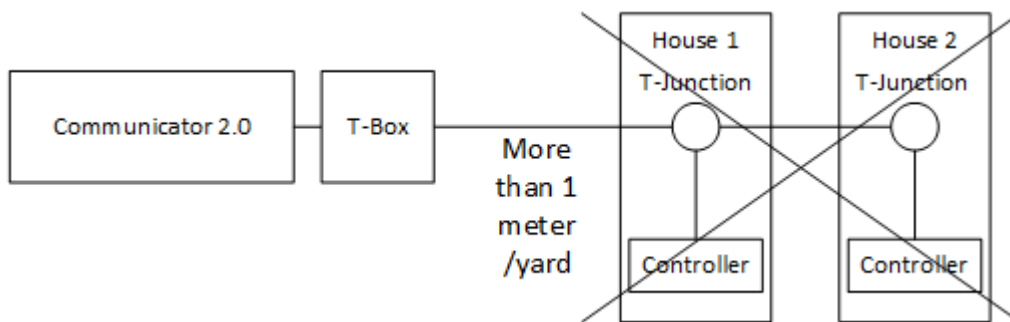 House 1
House 2
T-Junction
T-Junction
Communicator 2.0
T-Box
More
than 1
meter
/yard
Controller
Controller